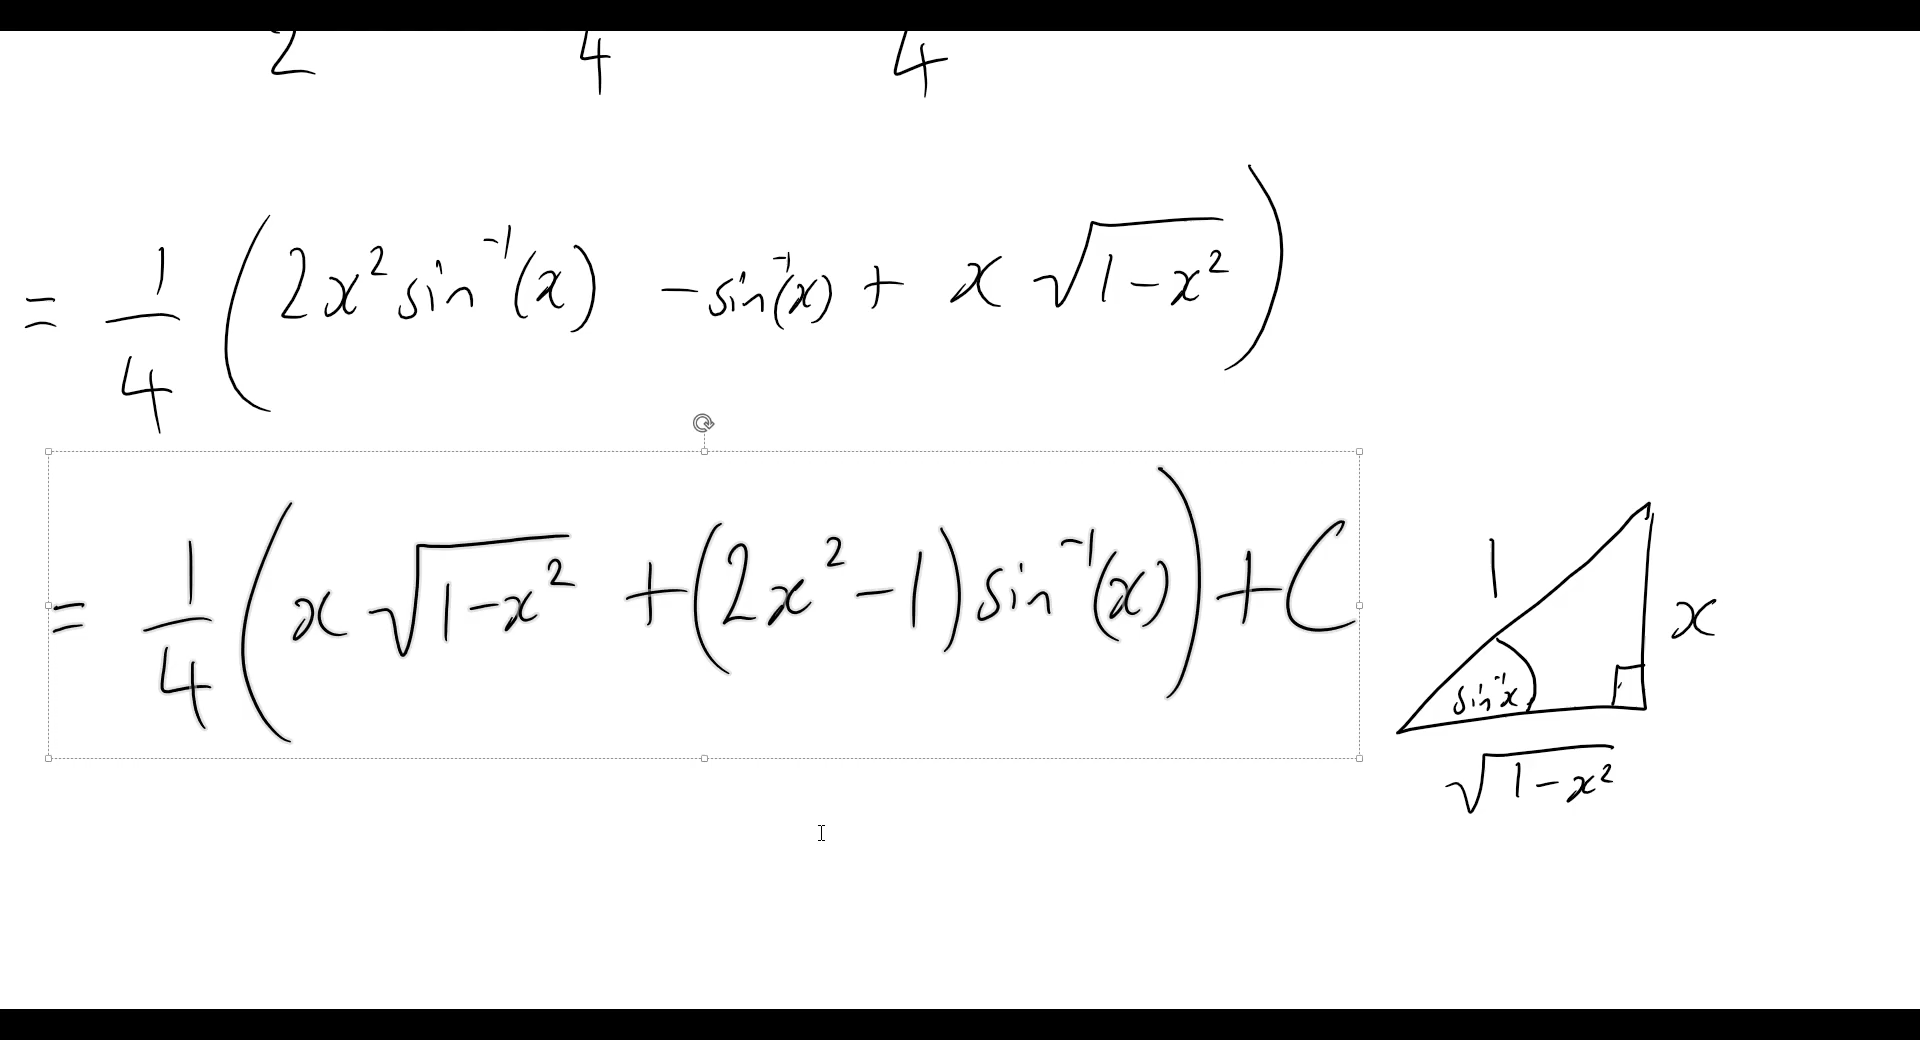 2 4 4
= 1/4 (2x² sin⁻¹(x) - sin⁻¹(x) + x √(1-x²))
= 1/4 (x √(1-x²) + (2x² - 1) sin⁻¹(x)) + C
1
x
sin⁻¹x
√(1-x²)